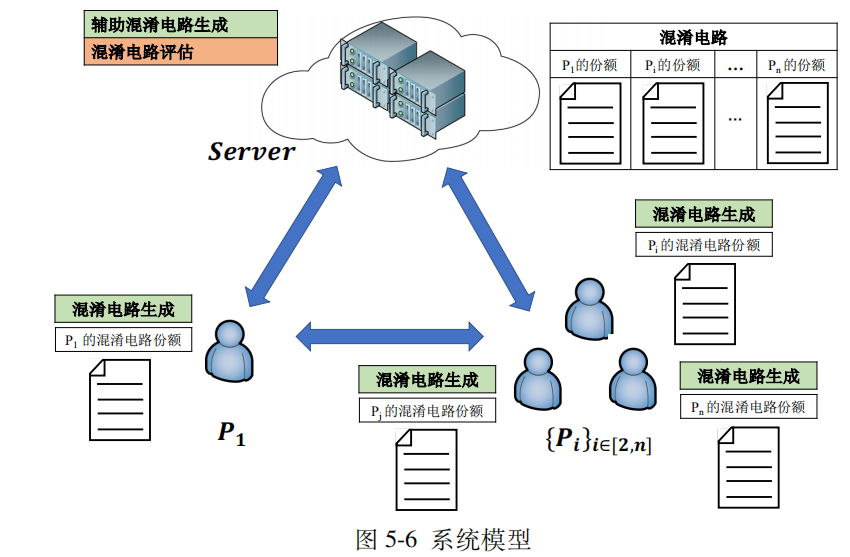 辅助混淆电路生成
混淆电路评估
Server
混淆电路
P1的份额 Pi的份额 … Pn的份额
…
混淆电路生成
Pi的混淆电路份额
混淆电路生成
P1 的混淆电路份额
P1
混淆电路生成
Pj的混淆电路份额
混淆电路生成
Pn的混淆电路份额
{Pi}i∈[2,n]
图 5-6 系统模型